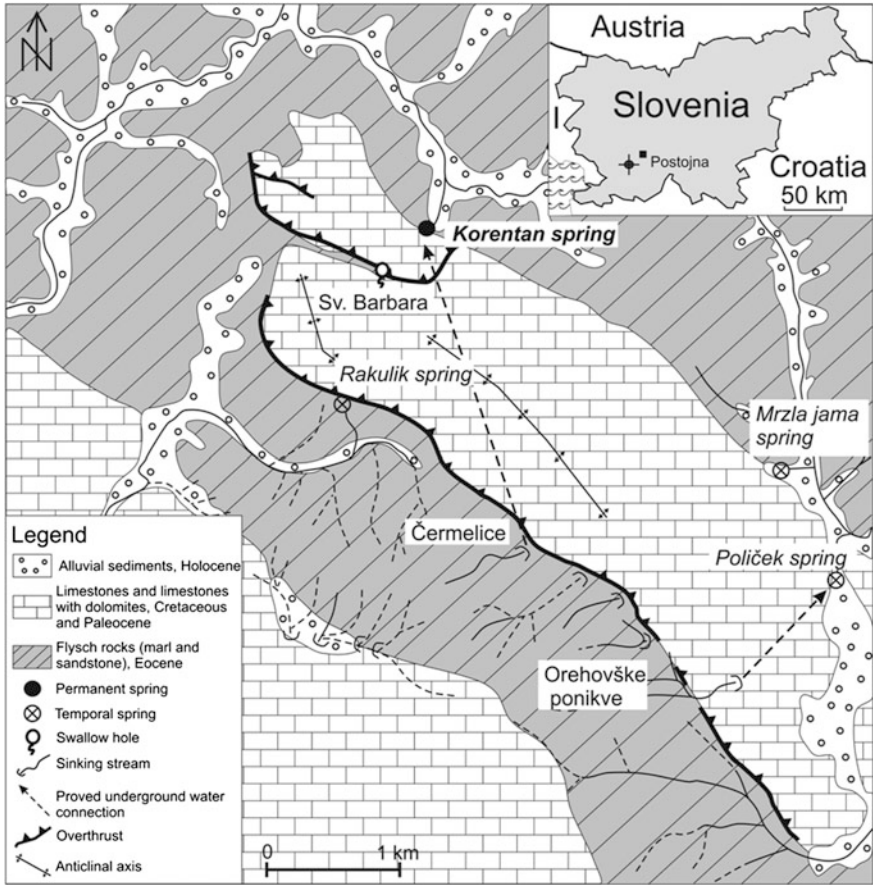 N
Austria
Slovenia
I
Postojna
Croatia
50 km
Korentan spring
Sv. Barbara
Rakulik spring
Mrzla jama
spring
Čermelice
Poliček spring
Orehovške
ponikve
Legend
Alluvial sediments, Holocene
Limestones and limestones
with dolomites, Cretaceous
and Paleocene
Flysch rocks (marl and
sandstone), Eocene
Permanent spring
Temporal spring
Swallow hole
Sinking stream
Proved underground water
connection
Overthrust
Anticlinal axis
0 1 km